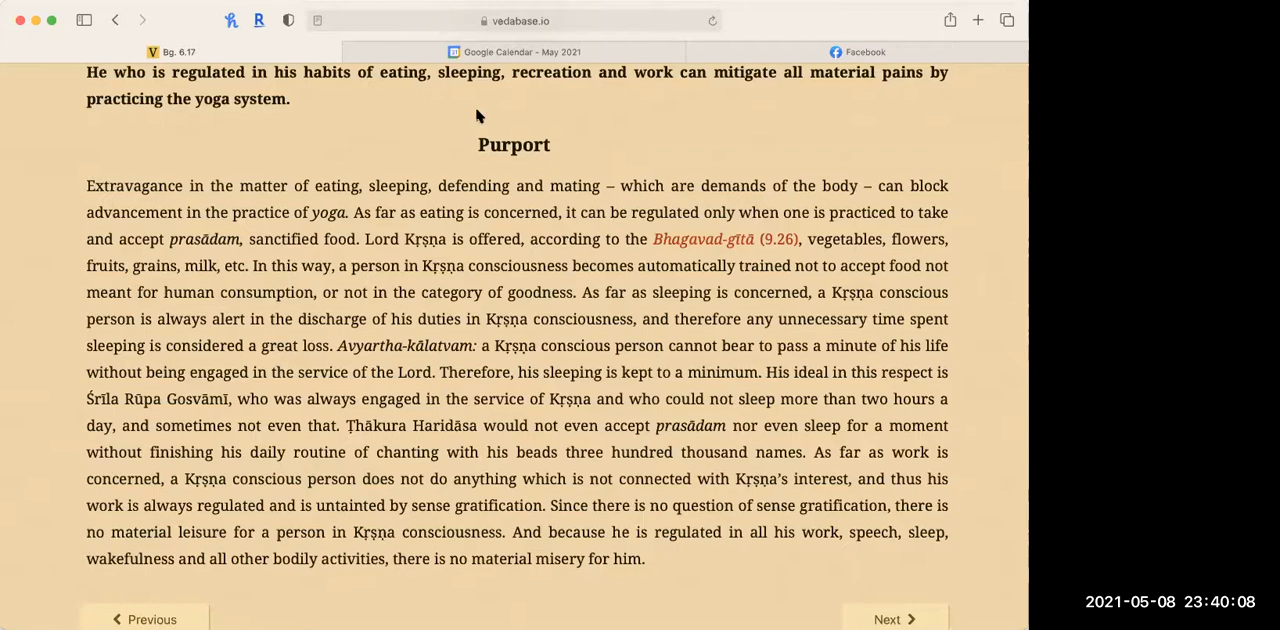 vedabase.io
Bg. 6.17
Google Calendar - May 2021
Facebook
He who is regulated in his habits of eating, sleeping, recreation and work can mitigate all material pains by
practicing the yoga system.
Purport
Extravagance in the matter of eating, sleeping, defending and mating – which are demands of the body – can block
advancement in the practice of yoga. As far as eating is concerned, it can be regulated only when one is practiced to take
and accept prasādam, sanctified food. Lord Kṛṣṇa is offered, according to the Bhagavad-gītā (9.26), vegetables, flowers,
fruits, grains, milk, etc. In this way, a person in Kṛṣṇa consciousness becomes automatically trained not to accept food not
meant for human consumption, or not in the category of goodness. As far as sleeping is concerned, a Kṛṣṇa conscious
person is always alert in the discharge of his duties in Kṛṣṇa consciousness, and therefore any unnecessary time spent
sleeping is considered a great loss. Avyartha-kālatvam: a Kṛṣṇa conscious person cannot bear to pass a minute of his life
without being engaged in the service of the Lord. Therefore, his sleeping is kept to a minimum. His ideal in this respect is
Śrīla Rūpa Gosvāmī, who was always engaged in the service of Kṛṣṇa and who could not sleep more than two hours a
day, and sometimes not even that. Ṭhākura Haridāsa would not even accept prasādam nor even sleep for a moment
without finishing his daily routine of chanting with his beads three hundred thousand names. As far as work is
concerned, a Kṛṣṇa conscious person does not do anything which is not connected with Kṛṣṇa’s interest, and thus his
work is always regulated and is untainted by sense gratification. Since there is no question of sense gratification, there is
no material leisure for a person in Kṛṣṇa consciousness. And because he is regulated in all his work, speech, sleep,
wakefulness and all other bodily activities, there is no material misery for him.
Previous
Next
2021-05-08 23:40:08